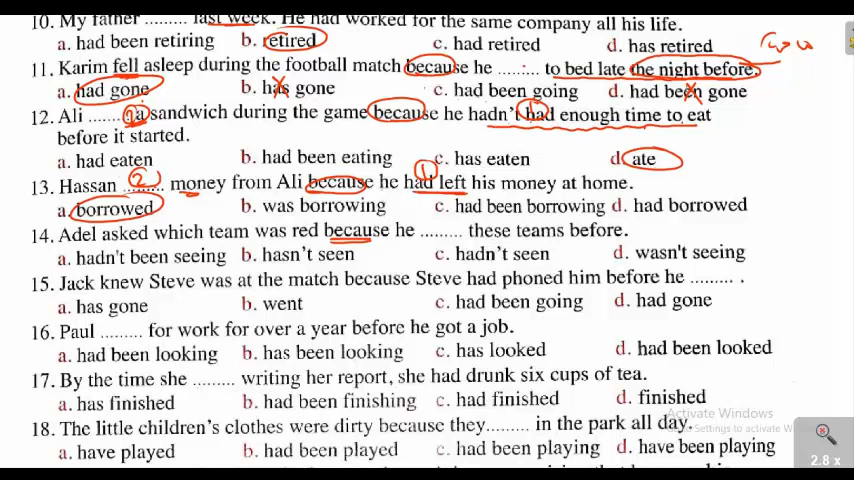 10. My father ......... last week. He had worked for the same company all his life.
a. had been retiring b. retired c. had retired d. has retired
11. Karim fell asleep during the football match because he ......... to bed late the night before.
a. had gone b. has gone c. had been going d. had been gone
12. Ali ......... a sandwich during the game because he hadn't had enough time to eat
before it started.
a. had eaten b. had been eating c. has eaten d. ate
13. Hassan ......... money from Ali because he had left his money at home.
a. borrowed b. was borrowing c. had been borrowing d. had borrowed
14. Adel asked which team was red because he ......... these teams before.
a. hadn't been seeing b. hasn't seen c. hadn't seen d. wasn't seeing
15. Jack knew Steve was at the match because Steve had phoned him before he ......... .
a. has gone b. went c. had been going d. had gone
16. Paul ......... for work for over a year before he got a job.
a. had been looking b. has been looking c. has looked d. had been looked
17. By the time she ......... writing her report, she had drunk six cups of tea.
a. has finished b. had been finishing c. had finished d. finished
Activate Windows
18. The little children's clothes were dirty because they......... in the park all day.
Settings to activate Windows
a. have played b. had been played c. had been playing d. have been playing
2.8 x